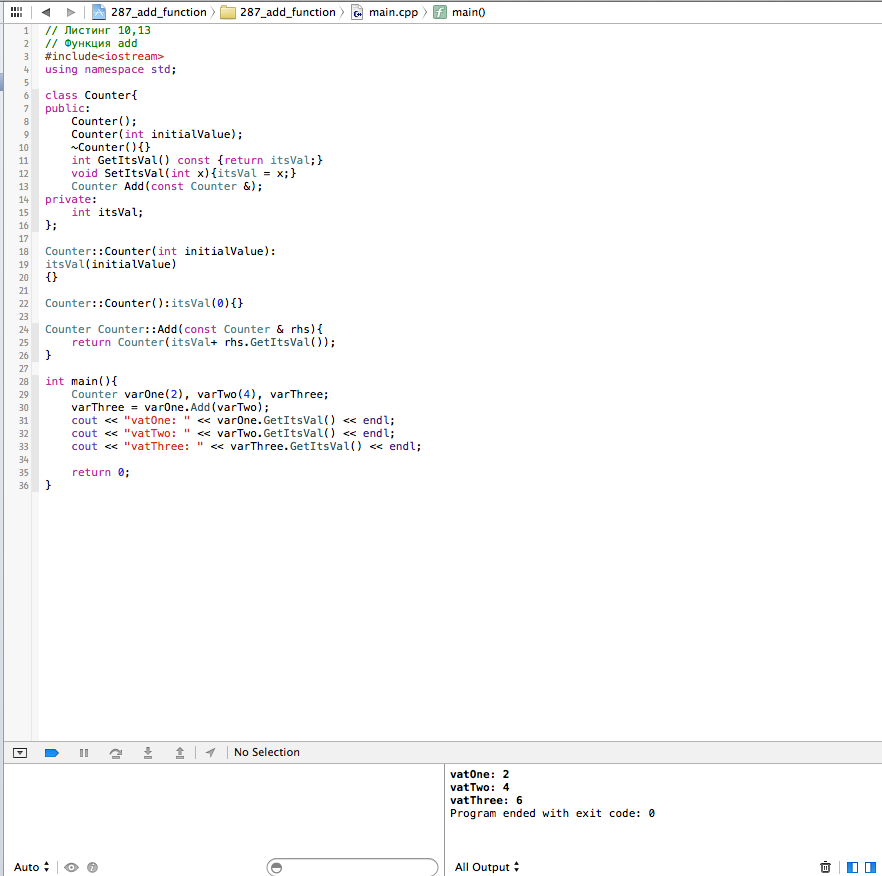 287_add_function 287_add_function main.cpp main()
1 // Листинг 10,13
2 // Функция add
3 #include<iostream>
4 using namespace std;
5
6 class Counter{
7 public:
8     Counter();
9     Counter(int initialValue);
10     ~Counter(){}
11     int GetItsVal() const {return itsVal;}
12     void SetItsVal(int x){itsVal = x;}
13     Counter Add(const Counter &);
14 private:
15     int itsVal;
16 };
17
18 Counter::Counter(int initialValue):
19 itsVal(initialValue)
20 {}
21
22 Counter::Counter():itsVal(0){}
23
24 Counter Counter::Add(const Counter & rhs){
25     return Counter(itsVal+ rhs.GetItsVal());
26 }
27
28 int main(){
29     Counter varOne(2), varTwo(4), varThree;
30     varThree = varOne.Add(varTwo);
31     cout << "vatOne: " << varOne.GetItsVal() << endl;
32     cout << "vatTwo: " << varTwo.GetItsVal() << endl;
33     cout << "vatThree: " << varThree.GetItsVal() << endl;
34
35     return 0;
36 }
No Selection
vatOne: 2
vatTwo: 4
vatThree: 6
Program ended with exit code: 0
Auto
All Output